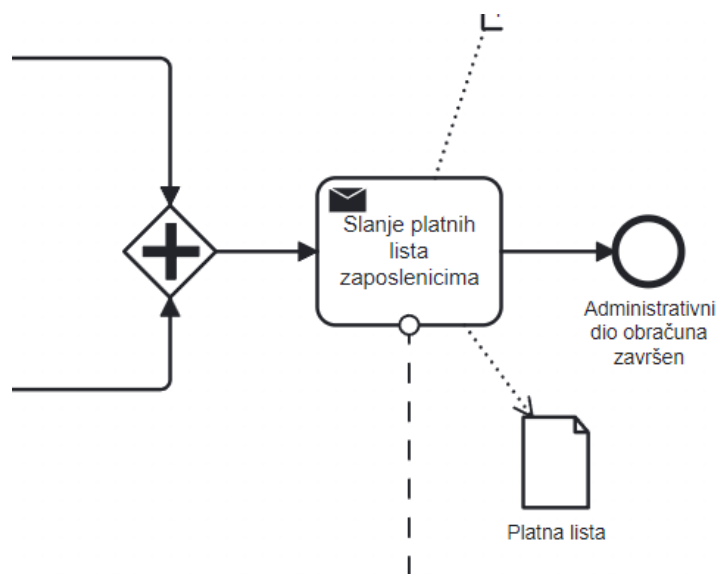 Slanje platnih
lista
zaposlenicima
Administrativni
dio obračuna
završen
Platna lista